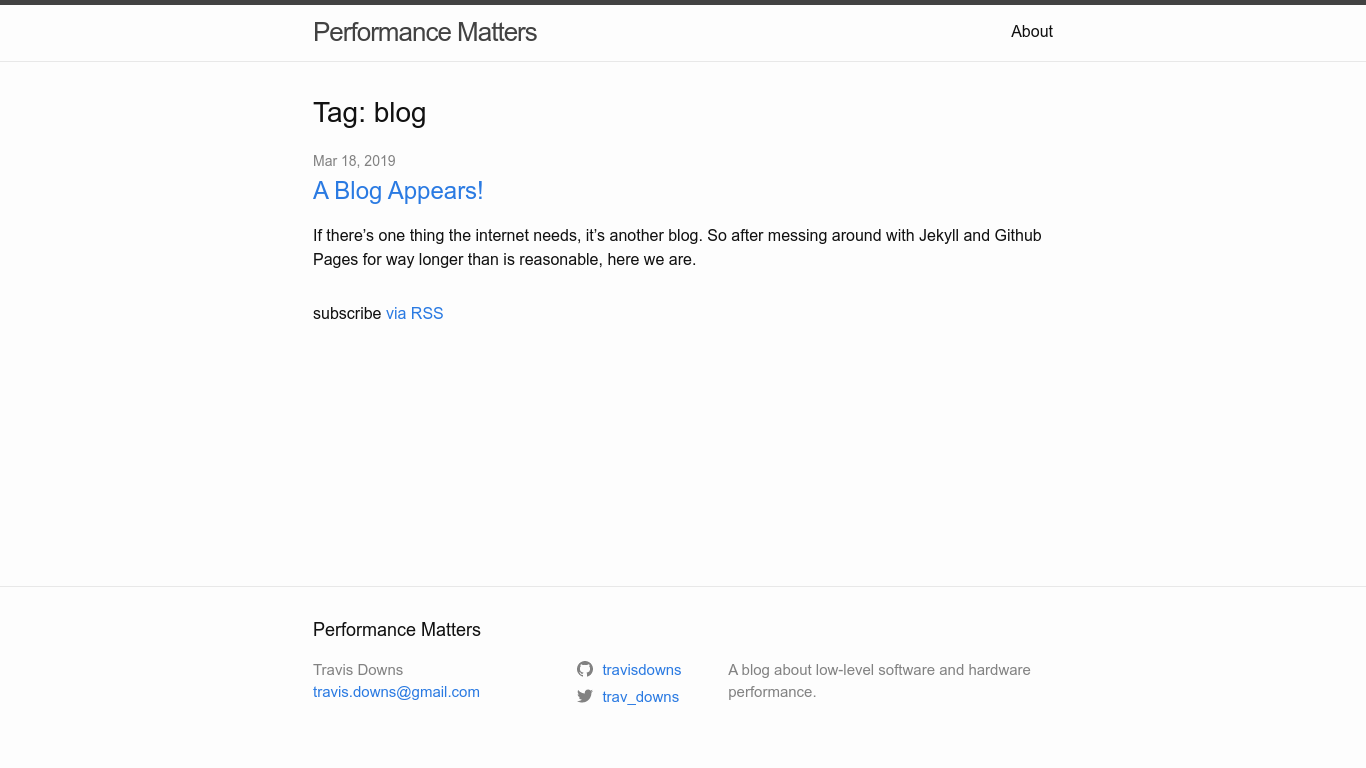 Performance Matters
About
Tag: blog
Mar 18, 2019
A Blog Appears!
If there’s one thing the internet needs, it’s another blog. So after messing around with Jekyll and Github
Pages for way longer than is reasonable, here we are.
subscribe via RSS
Performance Matters
Travis Downs
travis.downs@gmail.com
travisdowns
trav_downs
A blog about low-level software and hardware
performance.